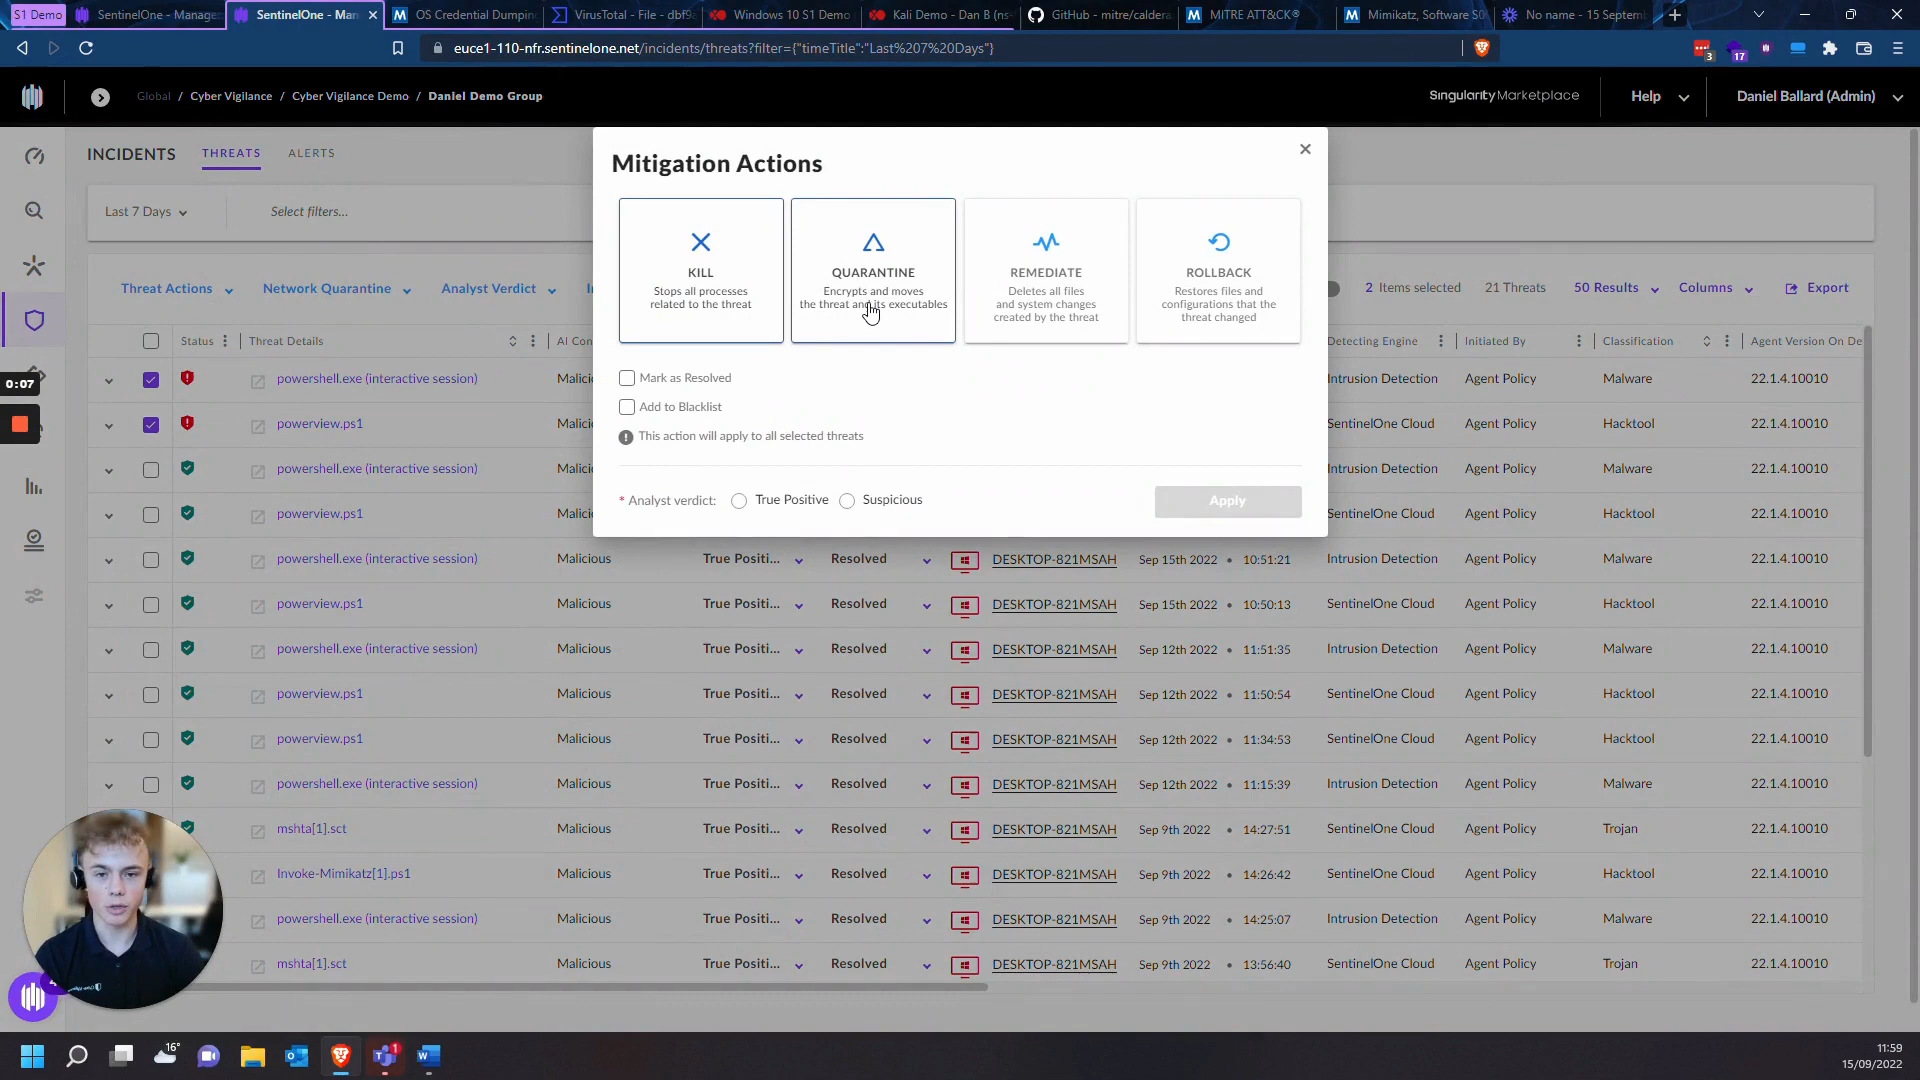 S1 Demo
SentinelOne - Manage
SentinelOne - Man
OS Credential Dumpin
VirusTotal - File - dbf9
Windows 10 S1 Demo
Kali Demo - Dan B (ns
GitHub - mitre/caldera
MITRE ATT&CK®
Mimikatz, Software S0
No name - 15 Septemb
euce1-110-nfr.sentinelone.net/incidents/threats?filter={"timeTitle":"Last%207%20Days"}
3
17
Global / Cyber Vigilance / Cyber Vigilance Demo / Daniel Demo Group
Singularity Marketplace
Help
Daniel Ballard (Admin)
INCIDENTS
THREATS
ALERTS
Last 7 Days
Select filters...
Mitigation Actions
KILL
Stops all processes
related to the threat
QUARANTINE
Encrypts and moves
the threat and its executables
REMEDIATE
Deletes all files
and system changes
created by the threat
ROLLBACK
Restores files and
configurations that the
threat changed
Mark as Resolved
Add to Blacklist
This action will apply to all selected threats
* Analyst verdict: True Positive Suspicious
Apply
Threat Actions
Network Quarantine
Analyst Verdict
2 Items selected
21 Threats
50 Results
Columns
Export
Status Threat Details AI Con Detecting Engine Initiated By Classification Agent Version On De
powershell.exe (interactive session) Malici Intrusion Detection Agent Policy Malware 22.1.4.10010
powerview.ps1 Malici SentinelOne Cloud Agent Policy Hacktool 22.1.4.10010
powershell.exe (interactive session) Malici Intrusion Detection Agent Policy Malware 22.1.4.10010
powerview.ps1 Malici SentinelOne Cloud Agent Policy Hacktool 22.1.4.10010
powershell.exe (interactive session) Malicious True Positi... Resolved DESKTOP-821MSAH Sep 15th 2022 • 10:51:21 Intrusion Detection Agent Policy Malware 22.1.4.10010
powerview.ps1 Malicious True Positi... Resolved DESKTOP-821MSAH Sep 15th 2022 • 10:50:13 SentinelOne Cloud Agent Policy Hacktool 22.1.4.10010
powershell.exe (interactive session) Malicious True Positi... Resolved DESKTOP-821MSAH Sep 12th 2022 • 11:51:35 Intrusion Detection Agent Policy Malware 22.1.4.10010
powerview.ps1 Malicious True Positi... Resolved DESKTOP-821MSAH Sep 12th 2022 • 11:50:54 SentinelOne Cloud Agent Policy Hacktool 22.1.4.10010
powerview.ps1 Malicious True Positi... Resolved DESKTOP-821MSAH Sep 12th 2022 • 11:34:53 SentinelOne Cloud Agent Policy Hacktool 22.1.4.10010
powershell.exe (interactive session) Malicious True Positi... Resolved DESKTOP-821MSAH Sep 12th 2022 • 11:15:39 Intrusion Detection Agent Policy Malware 22.1.4.10010
mshta[1].sct Malicious True Positi... Resolved DESKTOP-821MSAH Sep 9th 2022 • 14:27:51 SentinelOne Cloud Agent Policy Trojan 22.1.4.10010
Invoke-Mimikatz[1].ps1 Malicious True Positi... Resolved DESKTOP-821MSAH Sep 9th 2022 • 14:26:42 SentinelOne Cloud Agent Policy Hacktool 22.1.4.10010
powershell.exe (interactive session) Malicious True Positi... Resolved DESKTOP-821MSAH Sep 9th 2022 • 14:25:07 Intrusion Detection Agent Policy Malware 22.1.4.10010
mshta[1].sct Malicious True Positi... Resolved DESKTOP-821MSAH Sep 9th 2022 • 13:56:40 SentinelOne Cloud Agent Policy Trojan 22.1.4.10010
0:07
16°
1
11:59
15/09/2022